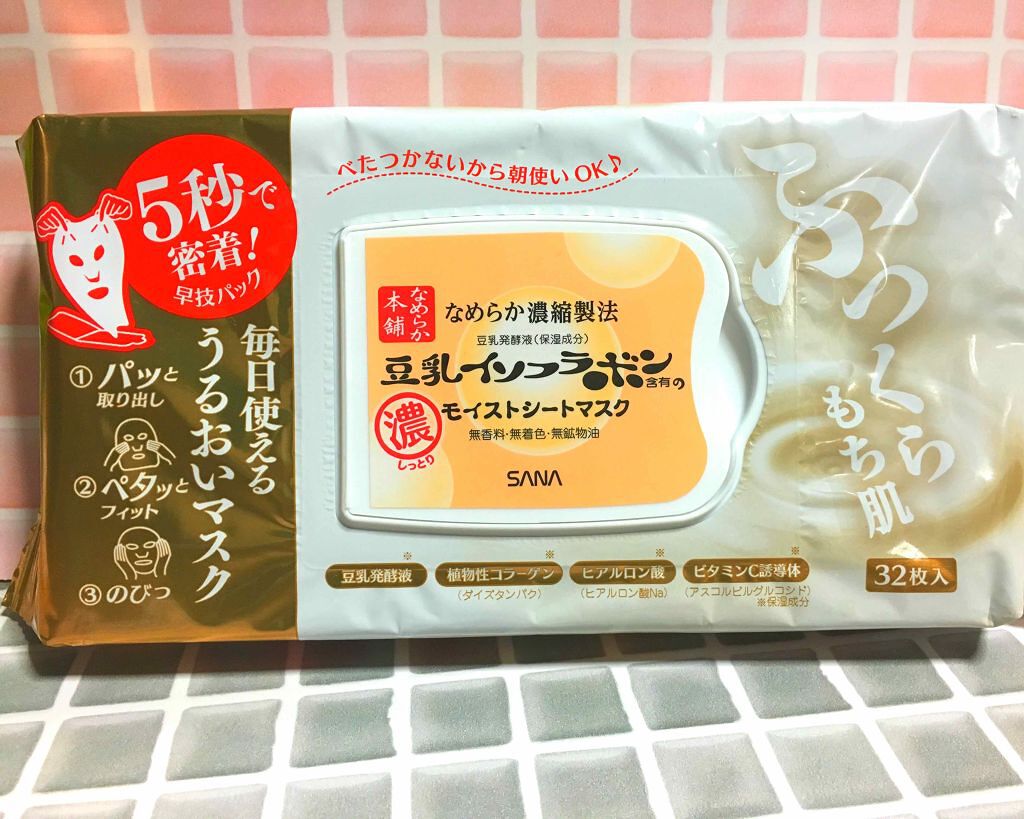 5秒で
密着!
早技パック
毎日使える
うるおいマスク
①パッと
取り出し
②ペタッと
フィット
③のびっ
べたつかないから朝使いOK♪
なめらか
本舗
なめらか濃縮製法
豆乳発酵液(保湿成分)
豆乳イソフラボン含有の
濃
しっとり
モイストシートマスク
無香料・無着色・無鉱物油
SANA
ふっくら
もち肌
※豆乳発酵液
※植物性コラーゲン
(ダイズタンパク)
※ヒアルロン酸
(ヒアルロン酸Na)
※ビタミンC誘導体
(アスコルビルグルコシド)
※保湿成分
32枚入